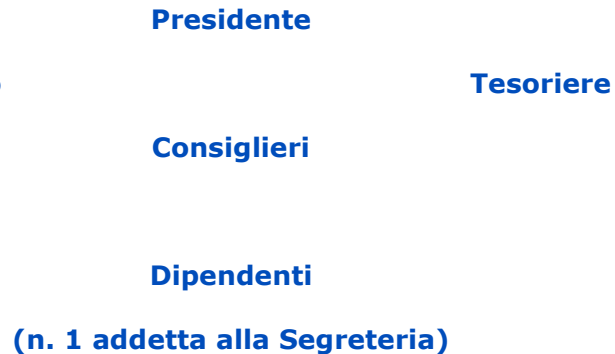 Presidente
Tesoriere
Consiglieri
Dipendenti
(n. 1 addetta alla Segreteria)